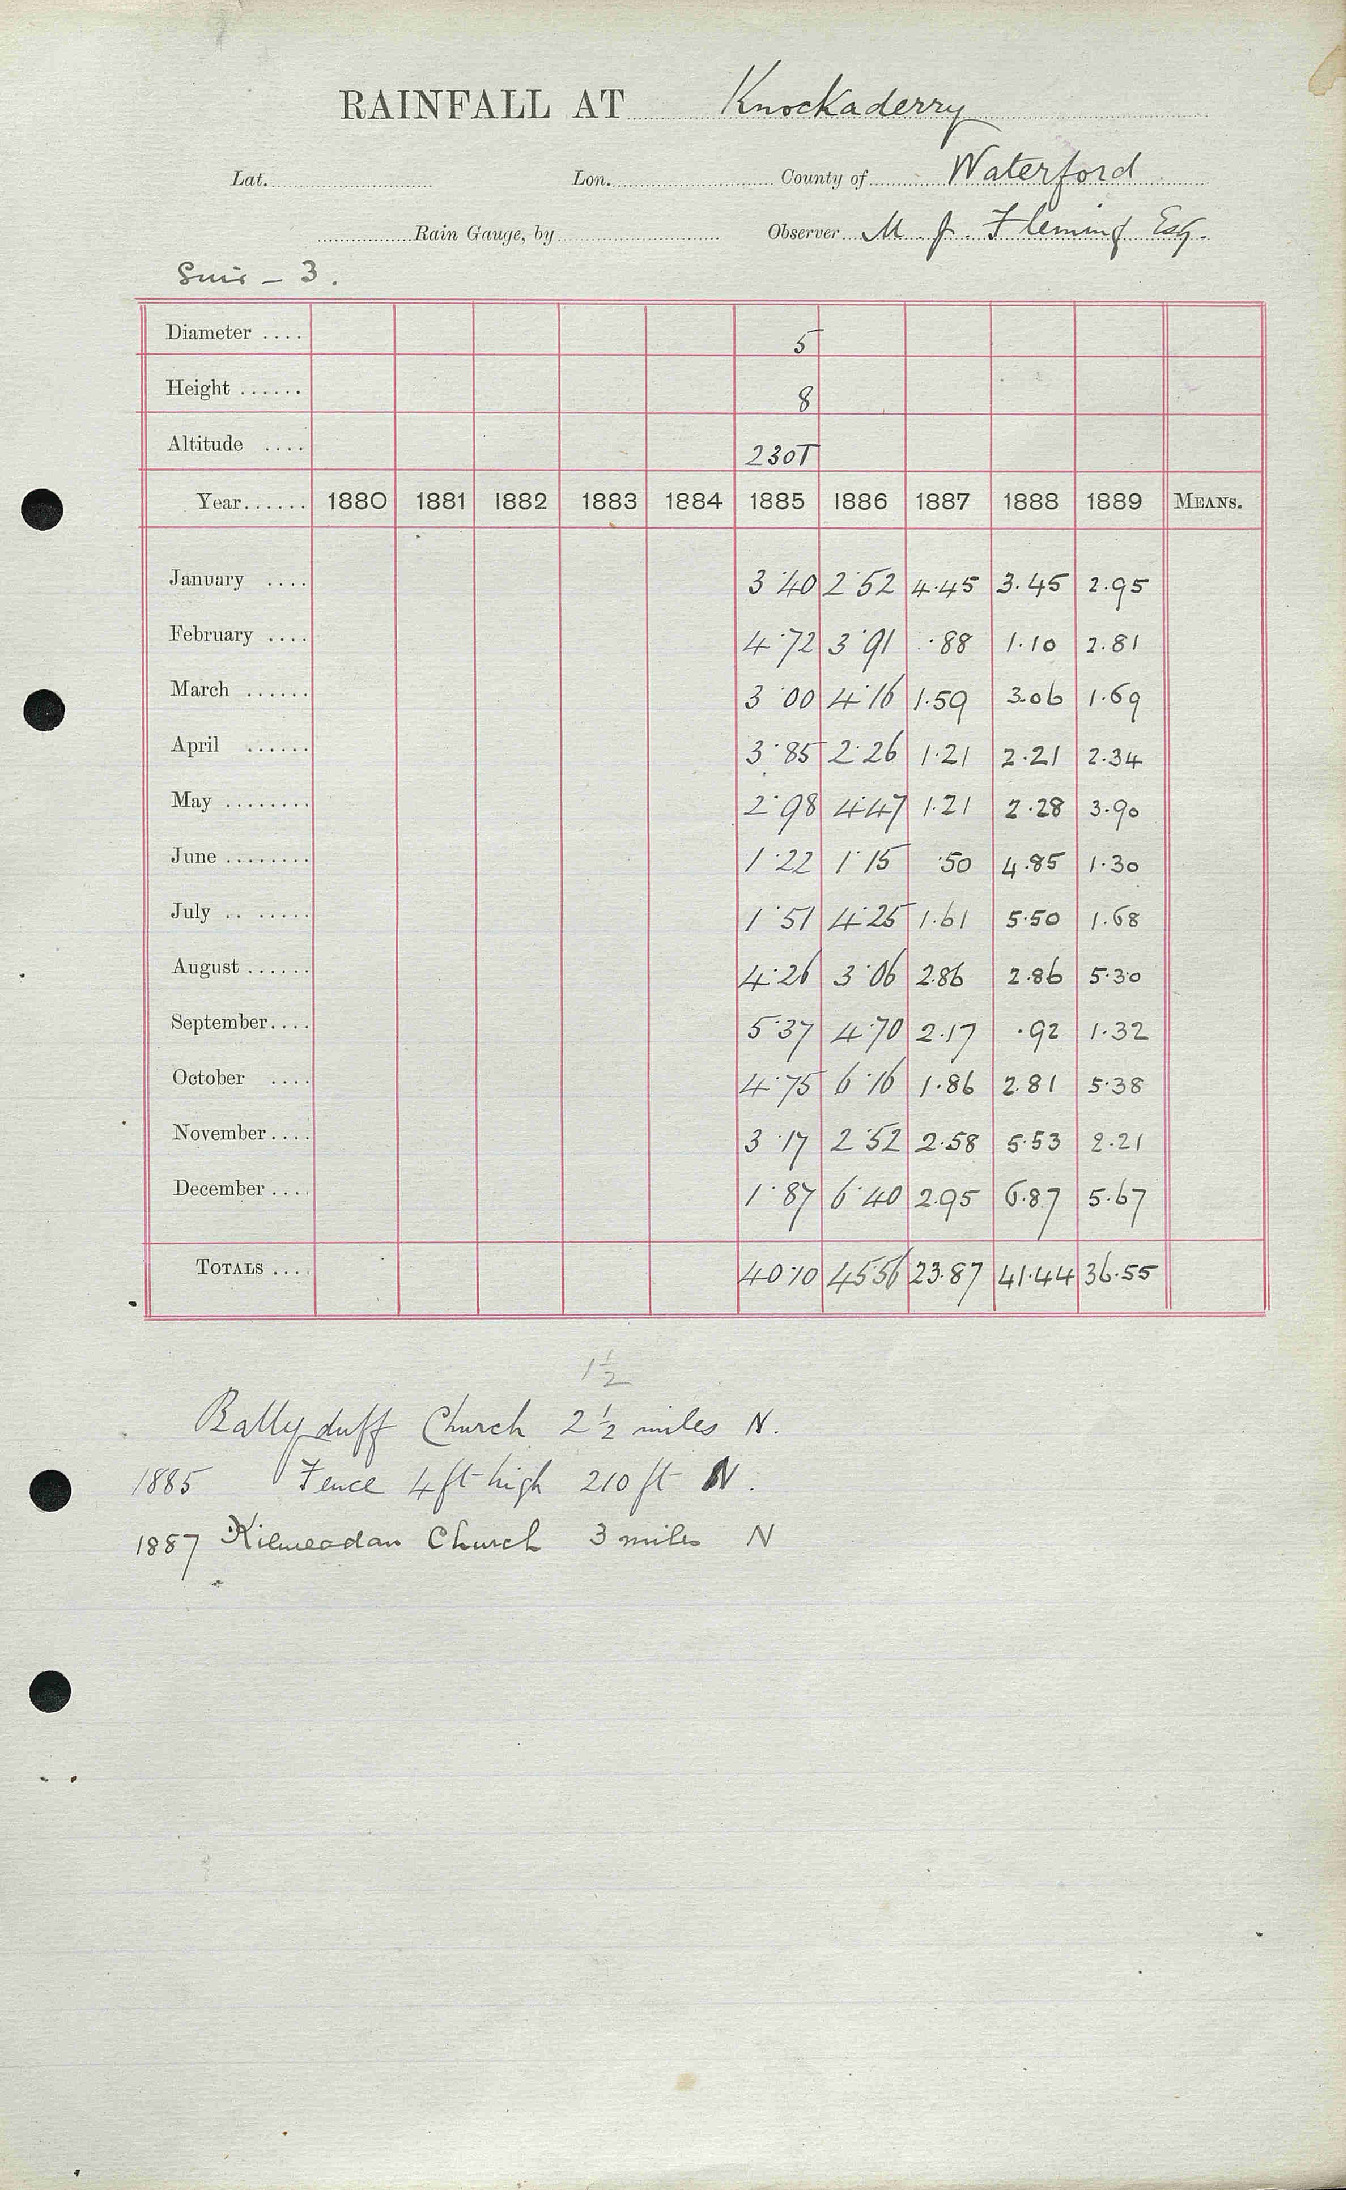 RAINFALL AT Knockaderry
Lat. Lon. County of Waterford
Rain Gauge, by Observer M. J. Fleming Esq.
Suir - 3.
Diameter .... 5
Height ...... 8
Altitude .... 230T
Year...... 1880 1881 1882 1883 1884 1885 1886 1887 1888 1889 MEANS.
January .... 3.40 2.52 4.45 3.45 2.95
February .... 4.72 3.91 .88 1.10 2.81
March ...... 3.00 4.16 1.59 3.06 1.69
April ...... 3.85 2.26 1.21 2.21 2.34
May ........ 2.98 4.47 1.21 2.28 3.90
June ........ 1.22 1.15 .50 4.85 1.30
July .. ..... 1.51 4.25 1.61 5.50 1.68
August ...... 4.26 3.06 2.86 2.86 5.30
September.... 5.37 4.70 2.17 .92 1.32
October .... 4.75 6.16 1.86 2.81 5.38
November.... 3.17 2.52 2.58 5.53 2.21
December .... 1.87 6.40 2.95 6.87 5.67
TOTALS .... 40.10 45.56 23.87 41.44 36.55
1½
Ballyduff Church 2½ miles N.
1885 Fence 4 ft high 210 ft N.
1887 Kilmeadan Church 3 miles N